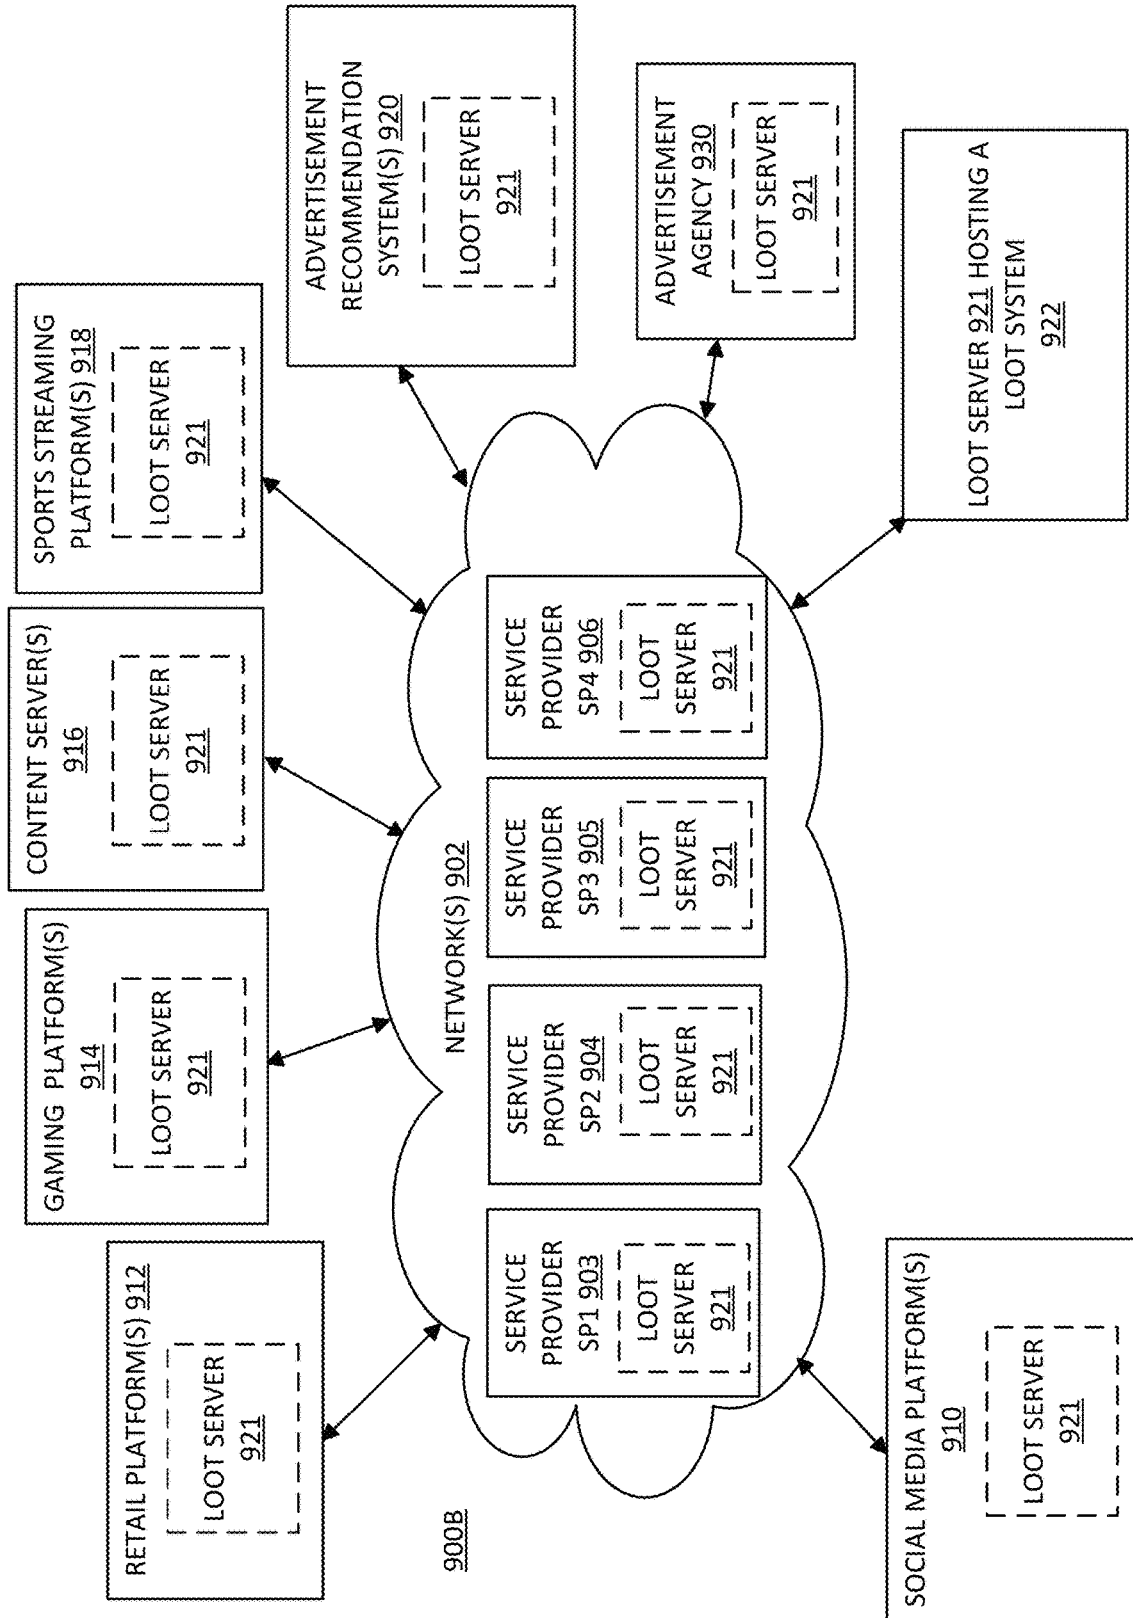 RETAIL PLATFORM(S) 912
LOOT SERVER
921
GAMING PLATFORM(S)
914
LOOT SERVER
921
CONTENT SERVER(S)
916
LOOT SERVER
921
SPORTS STREAMING
PLATFORM(S) 918
LOOT SERVER
921
ADVERTISEMENT
RECOMMENDATION
SYSTEM(S) 920
LOOT SERVER
921
ADVERTISEMENT
AGENCY 930
LOOT SERVER
921
LOOT SERVER 921 HOSTING A
LOOT SYSTEM
922
NETWORK(S) 902
SERVICE
PROVIDER
SP1 903
LOOT
SERVER
921
SERVICE
PROVIDER
SP2 904
LOOT
SERVER
921
SERVICE
PROVIDER
SP3 905
LOOT
SERVER
921
SERVICE
PROVIDER
SP4 906
LOOT
SERVER
921
900B
SOCIAL MEDIA PLATFORM(S)
910
LOOT SERVER
921